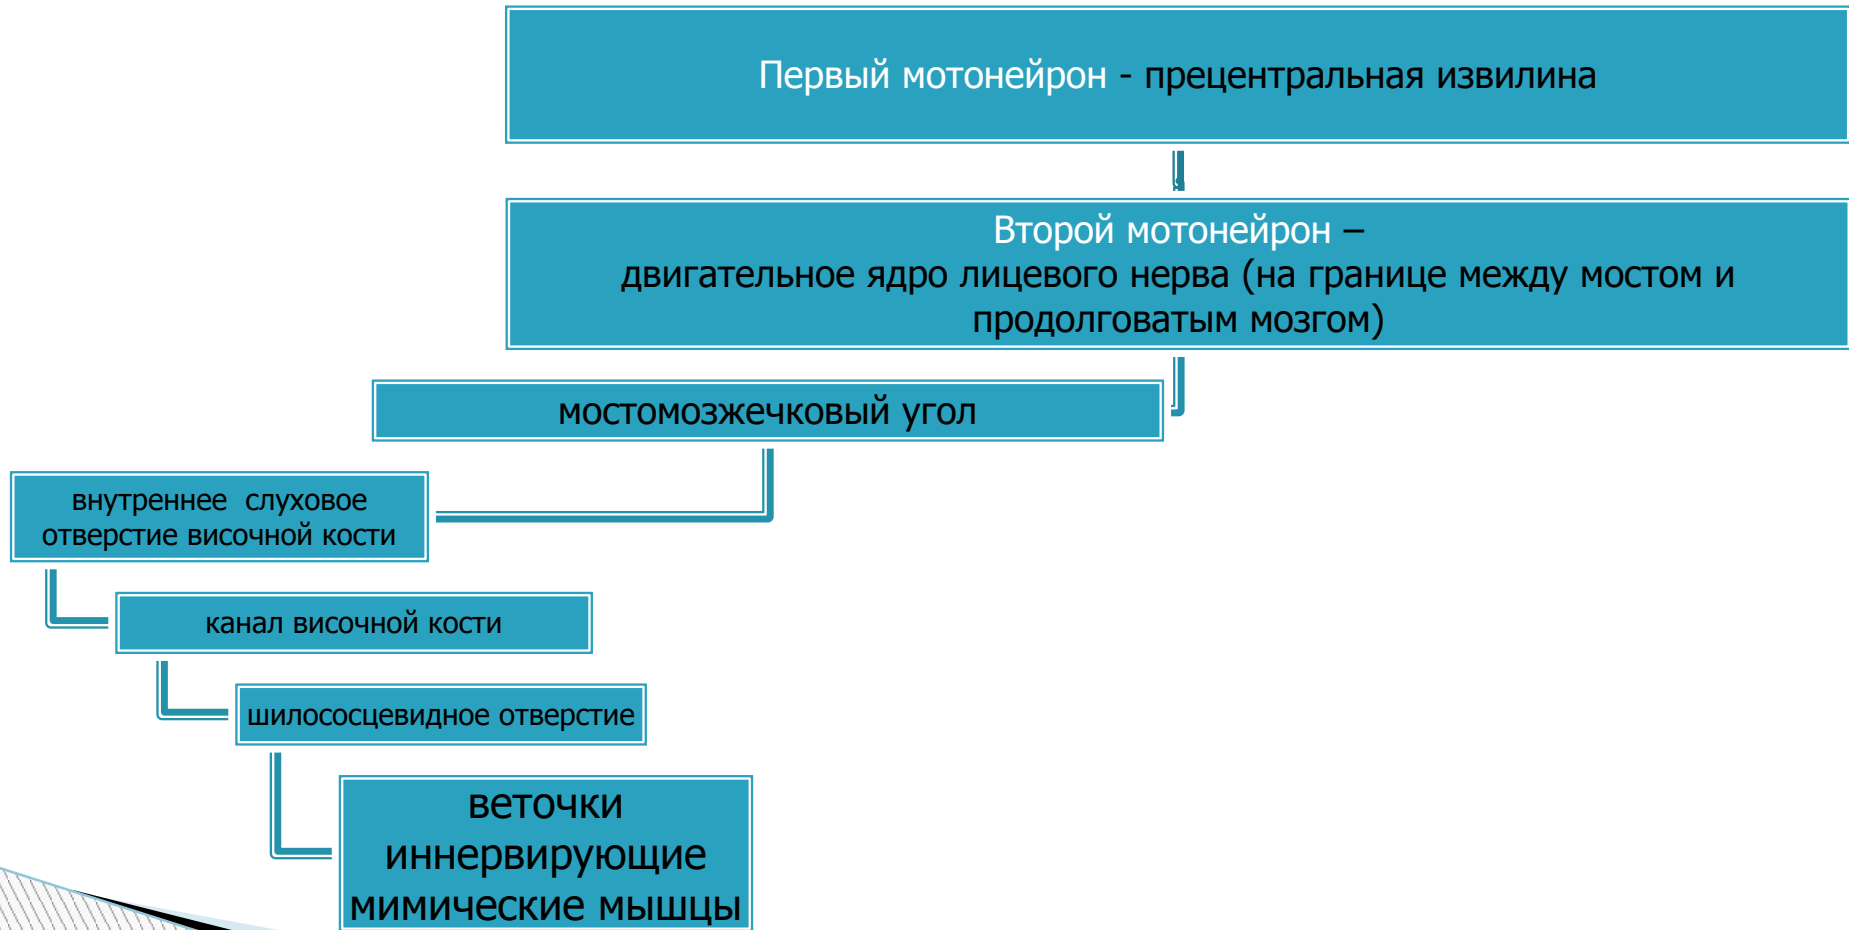 Первый мотонейрон - прецентральная извилина
Второй мотонейрон –
двигательное ядро лицевого нерва (на границе между мостом и
продолговатым мозгом)
мостомозжечковый угол
внутреннее слуховое
отверстие височной кости
канал височной кости
шилососцевидное отверстие
веточки
иннервирующие
мимические мышцы